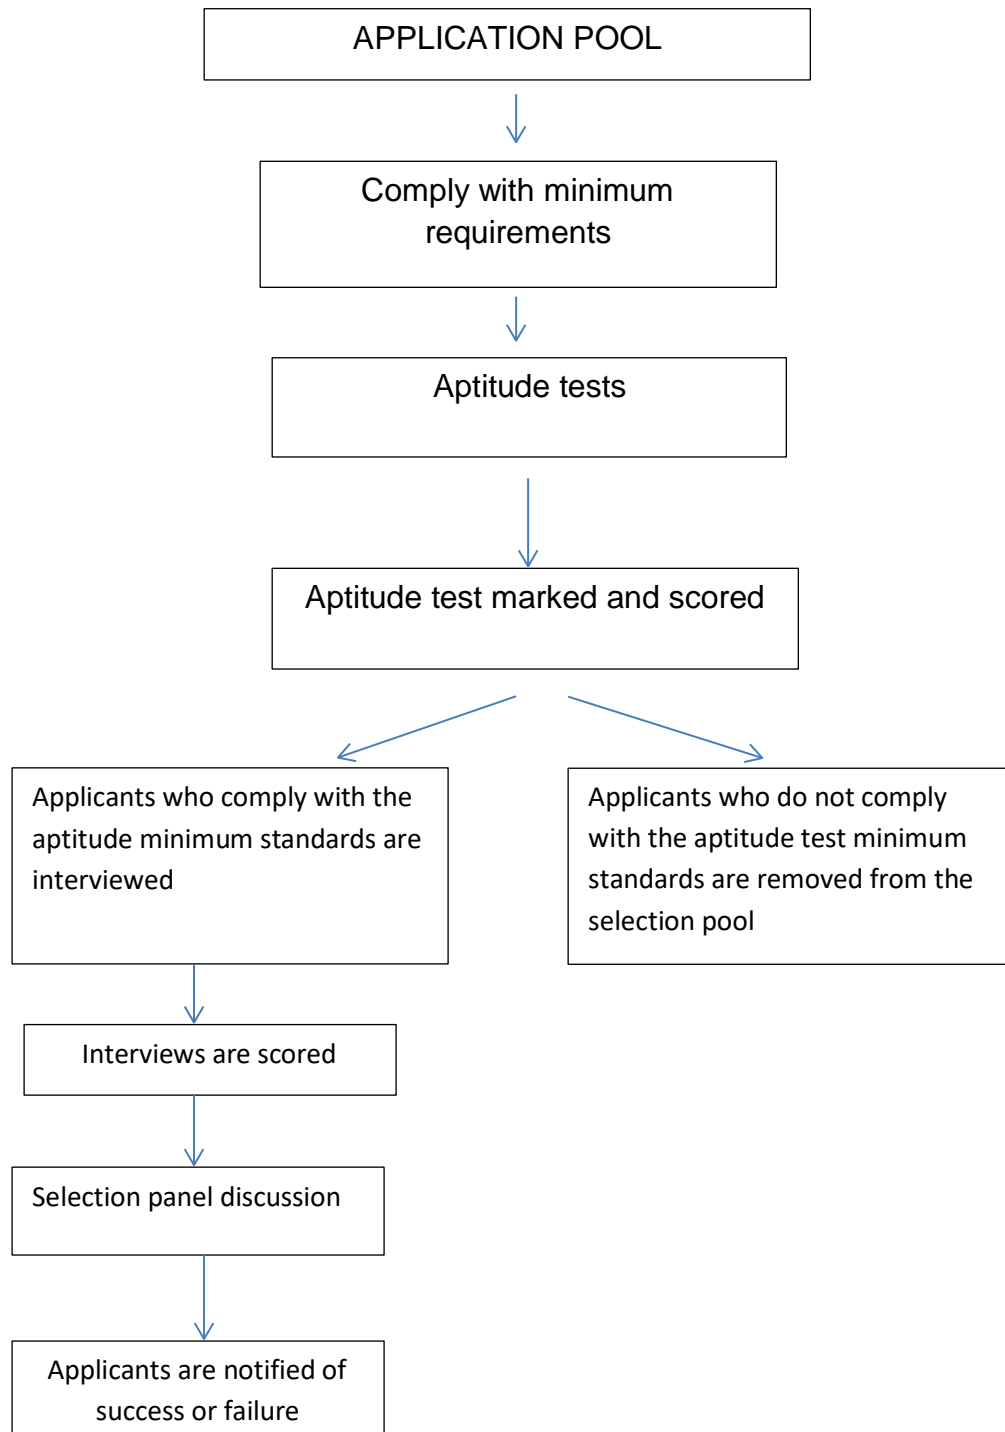 APPLICATION POOL
Comply with minimum
requirements
Aptitude tests
Aptitude test marked and scored
Applicants who comply with the
aptitude minimum standards are
interviewed
Applicants who do not comply
with the aptitude test minimum
standards are removed from the
selection pool
Interviews are scored
Selection panel discussion
Applicants are notified of
success or failure